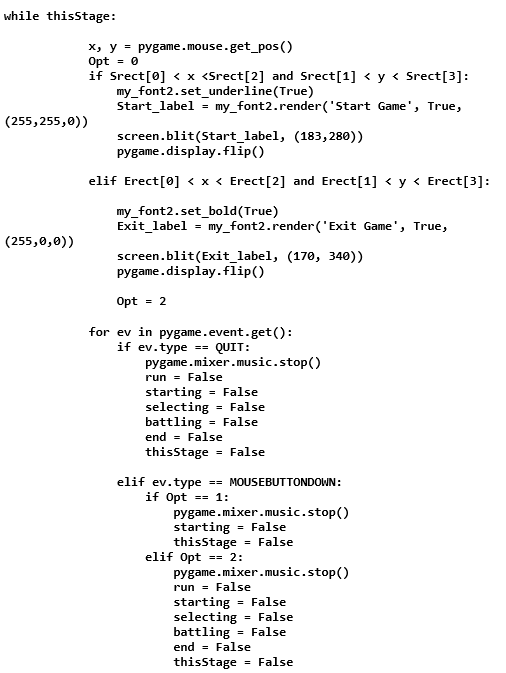 while thisStage:
x, y = pygame.mouse.get_pos()
Opt = 0
if Srect[0] < x <Srect[2] and Srect[1] < y < Srect[3]:
my_font2.set_underline(True)
Start_label = my_font2.render('Start Game', True,
(255,255,0))
screen.blit(Start_label, (183,280))
pygame.display.flip()
elif Erect[0] < x < Erect[2] and Erect[1] < y < Erect[3]:
my_font2.set_bold(True)
Exit_label = my_font2.render('Exit Game', True,
(255,0,0))
screen.blit(Exit_label, (170, 340))
pygame.display.flip()
Opt = 2
for ev in pygame.event.get():
if ev.type == QUIT:
pygame.mixer.music.stop()
run = False
starting = False
selecting = False
battling = False
end = False
thisStage = False
elif ev.type == MOUSEBUTTONDOWN:
if Opt == 1:
pygame.mixer.music.stop()
starting = False
thisStage = False
elif Opt == 2:
pygame.mixer.music.stop()
run = False
starting = False
selecting = False
battling = False
end = False
thisStage = False